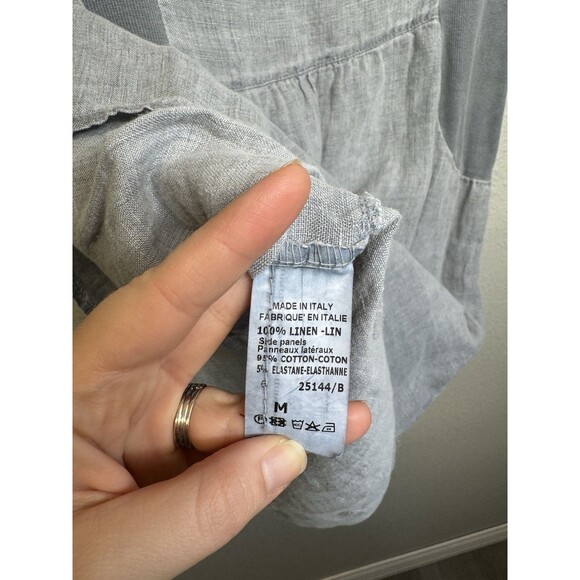 MADE IN ITALY
FABRIQUE' EN ITALIE
100% LINEN -LIN
Side panels
Panneaux latéraux
95% COTTON-COTON
5% ELASTANE-ELASTHANNE
25144/B
M